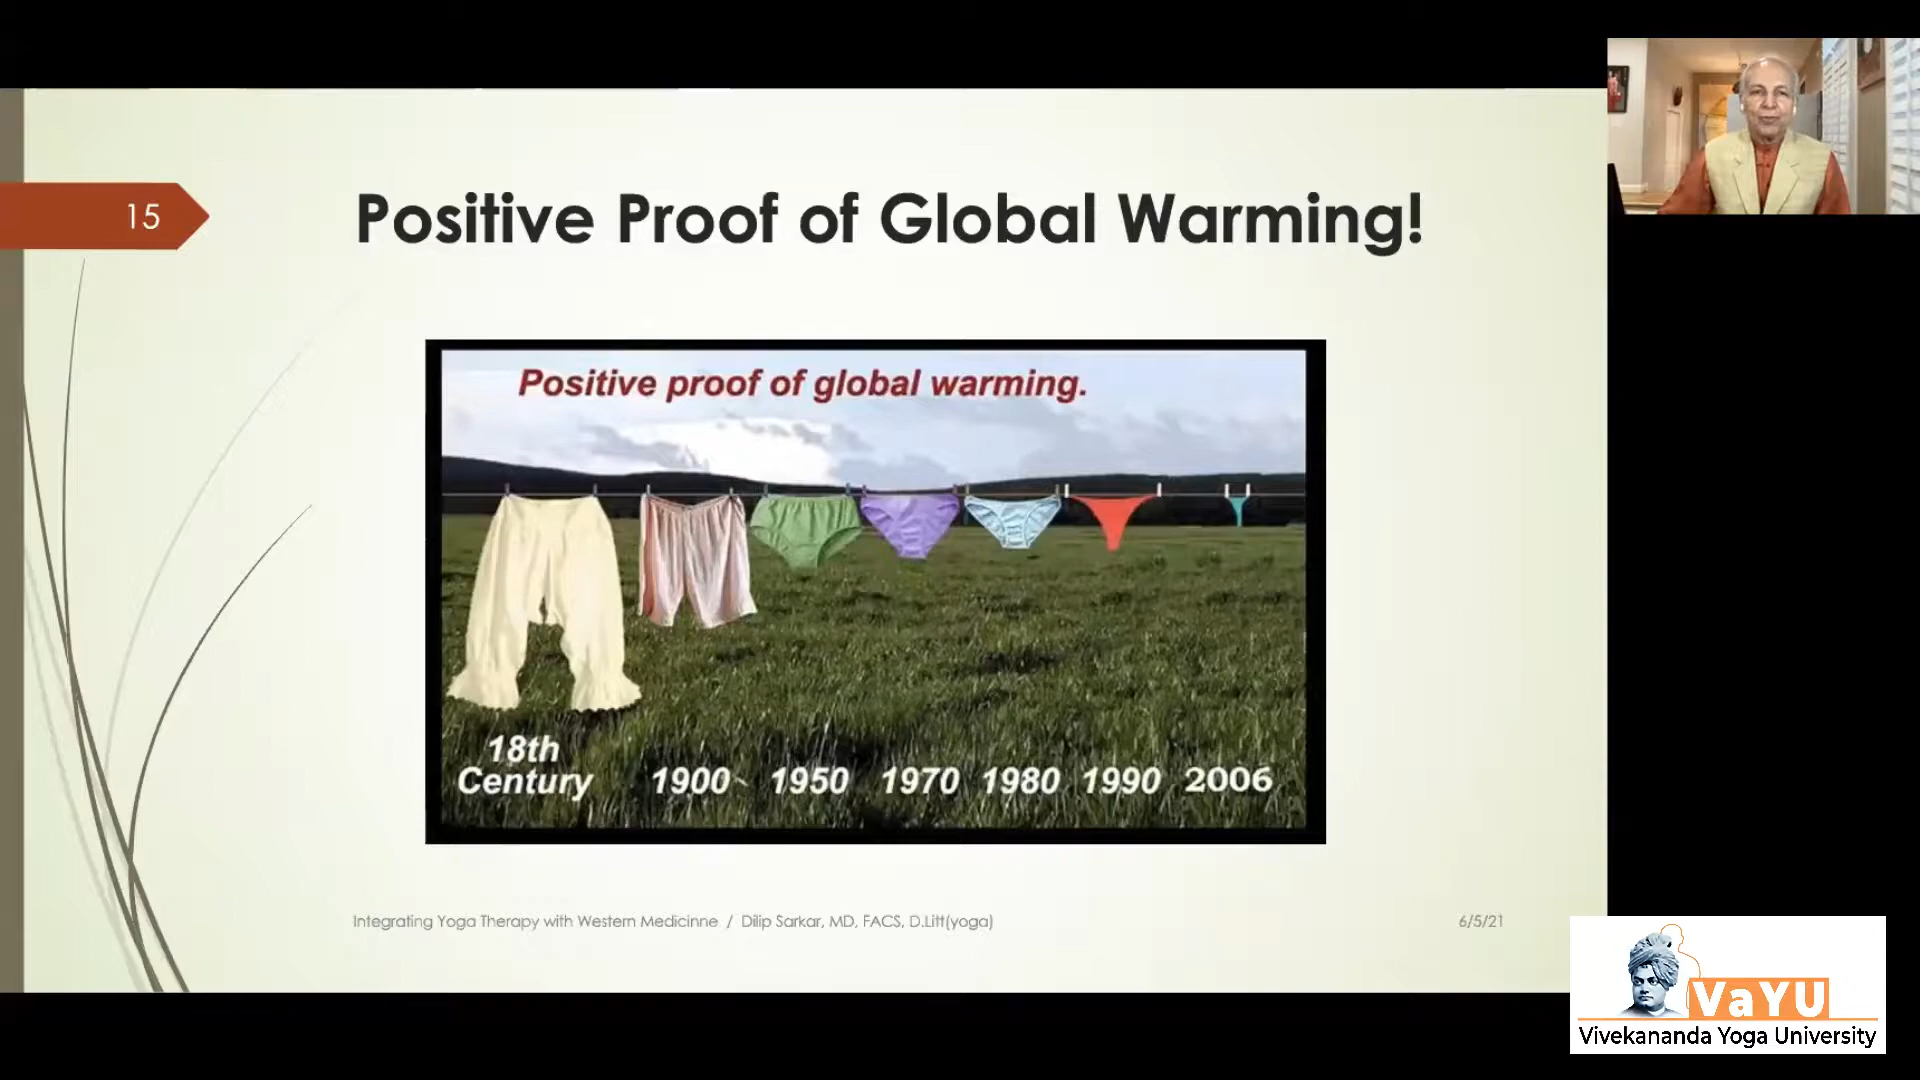 15
Positive Proof of Global Warming!
Positive proof of global warming.
18th
Century 1900 1950 1970 1980 1990 2006
Integrating Yoga Therapy with Western Medicinne / Dilip Sarkar, MD, FACS, D.Litt(yoga)
6/5/21
VaYU
Vivekananda Yoga University